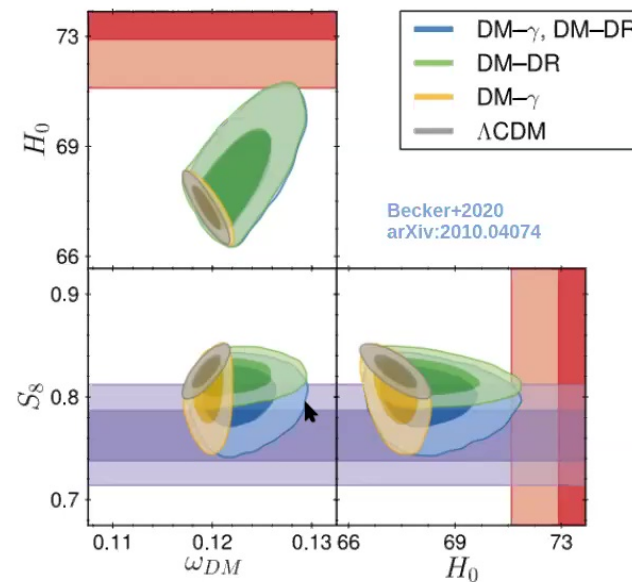 73
69
66
H₀
DM–γ, DM–DR
DM–DR
DM–γ
ΛCDM
Becker+2020
arXiv:2010.04074
0.9
0.8
0.7
S₈
0.11 0.12 0.13 66 69 73
ω_DM H₀